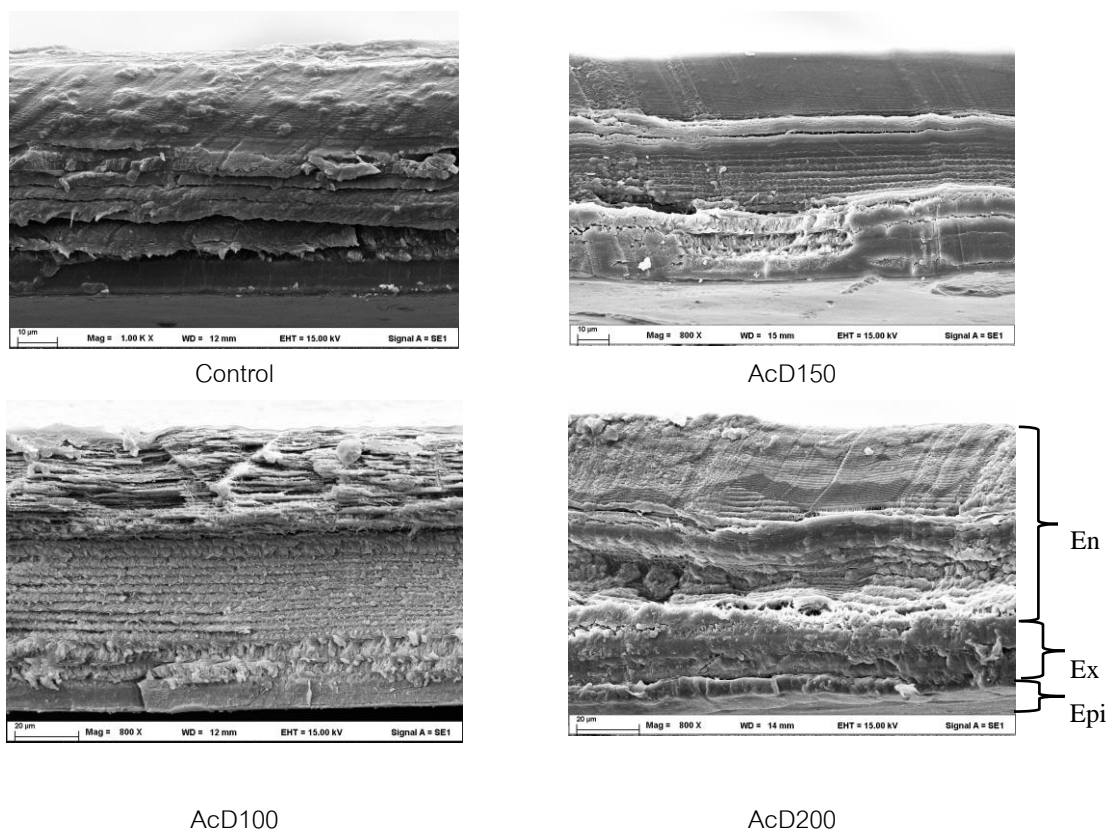 10 µm Mag = 1.00 K X WD = 12 mm EHT = 15.00 kV Signal A = SE1
Control
10 µm Mag = 800 X WD = 15 mm EHT = 15.00 kV Signal A = SE1
AcD150
20 µm Mag = 800 X WD = 12 mm EHT = 15.00 kV Signal A = SE1
AcD100
20 µm Mag = 800 X WD = 14 mm EHT = 15.00 kV Signal A = SE1
En
Ex
Epi
AcD200